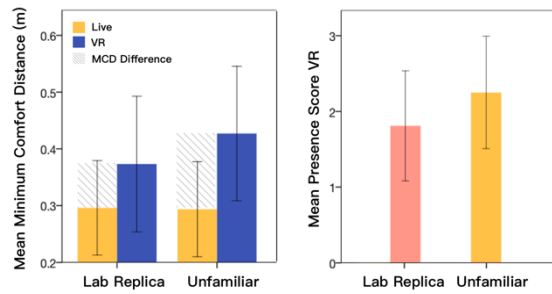 Mean Minimum Comfort Distance (m)
0.6
0.5
0.4
0.3
0.2
Live
VR
MCD Difference
Lab Replica
Unfamiliar
Mean Presence Score VR
3
2
1
0
Lab Replica
Unfamiliar